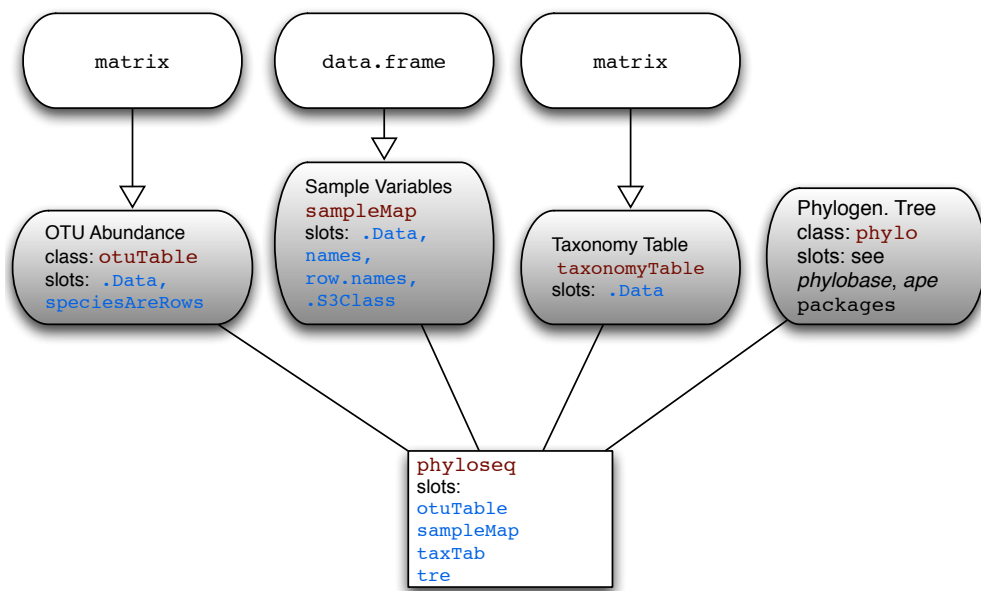 matrix
data.frame
matrix
OTU Abundance
class: otuTable
slots: .Data,
speciesAreRows
Sample Variables
sampleMap
slots: .Data,
names,
row.names,
.S3Class
Taxonomy Table
taxonomyTable
slots: .Data
Phylogen. Tree
class: phylo
slots: see
phylobase, ape
packages
phyloseq
slots:
otuTable
sampleMap
taxTab
tre